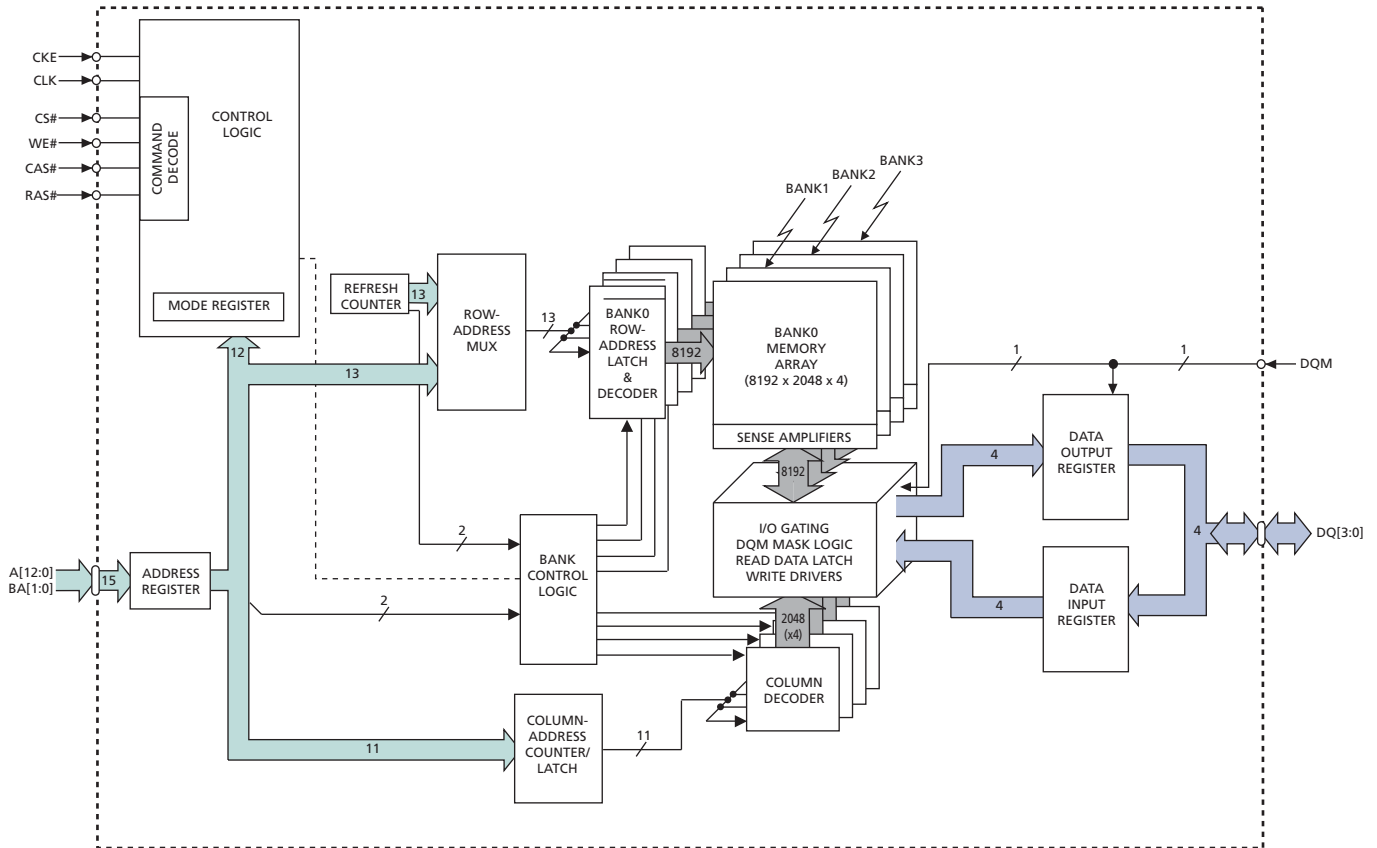 CKE
CLK
CS#
WE#
CAS#
RAS#
COMMAND
DECODE
CONTROL
LOGIC
MODE REGISTER
12
REFRESH
COUNTER
13
ROW-
ADDRESS
MUX
13
13
BANK0
ROW-
ADDRESS
LATCH
&
DECODER
8192
BANK1
BANK2
BANK3
BANK0
MEMORY
ARRAY
(8192 x 2048 x 4)
SENSE AMPLIFIERS
8192
I/O GATING
DQM MASK LOGIC
READ DATA LATCH
WRITE DRIVERS
1
1
DQM
DATA
OUTPUT
REGISTER
4
4
DQ[3:0]
DATA
INPUT
REGISTER
4
A[12:0]
BA[1:0]
15
ADDRESS
REGISTER
2
2
BANK
CONTROL
LOGIC
2048
(x4)
COLUMN
DECODER
11
COLUMN-
ADDRESS
COUNTER/
LATCH
11